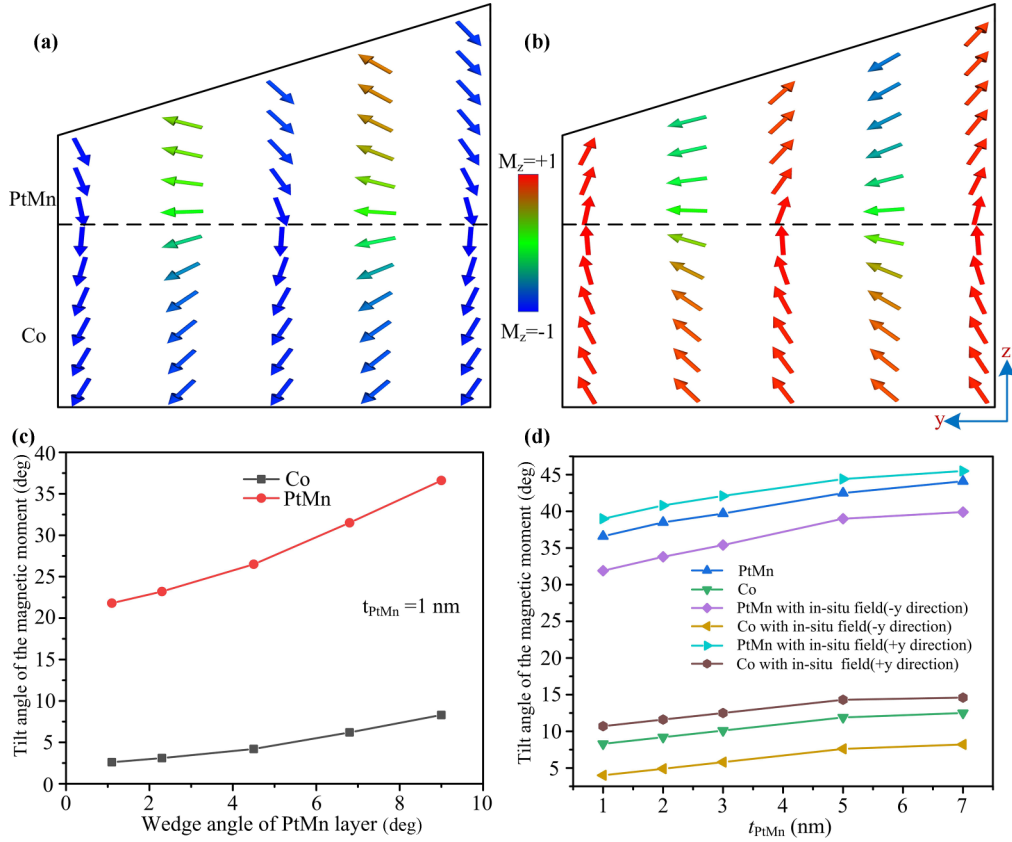 (a)
(b)
PtMn
Co
M_z=+1
M_z=-1
z
y
(c)
Tilt angle of the magnetic moment (deg)
40
35
30
25
20
15
10
5
0
Co
PtMn
t_PtMn =1 nm
0 2 4 6 8 10
Wedge angle of PtMn layer (deg)
(d)
Tilt angle of the magnetic moment (deg)
45
40
35
30
25
20
15
10
5
PtMn
Co
PtMn with in-situ field(-y direction)
Co with in-situ field(-y direction)
PtMn with in-situ field(+y direction)
Co with in-situ field(+y direction)
1 2 3 4 5 6 7
t_PtMn (nm)